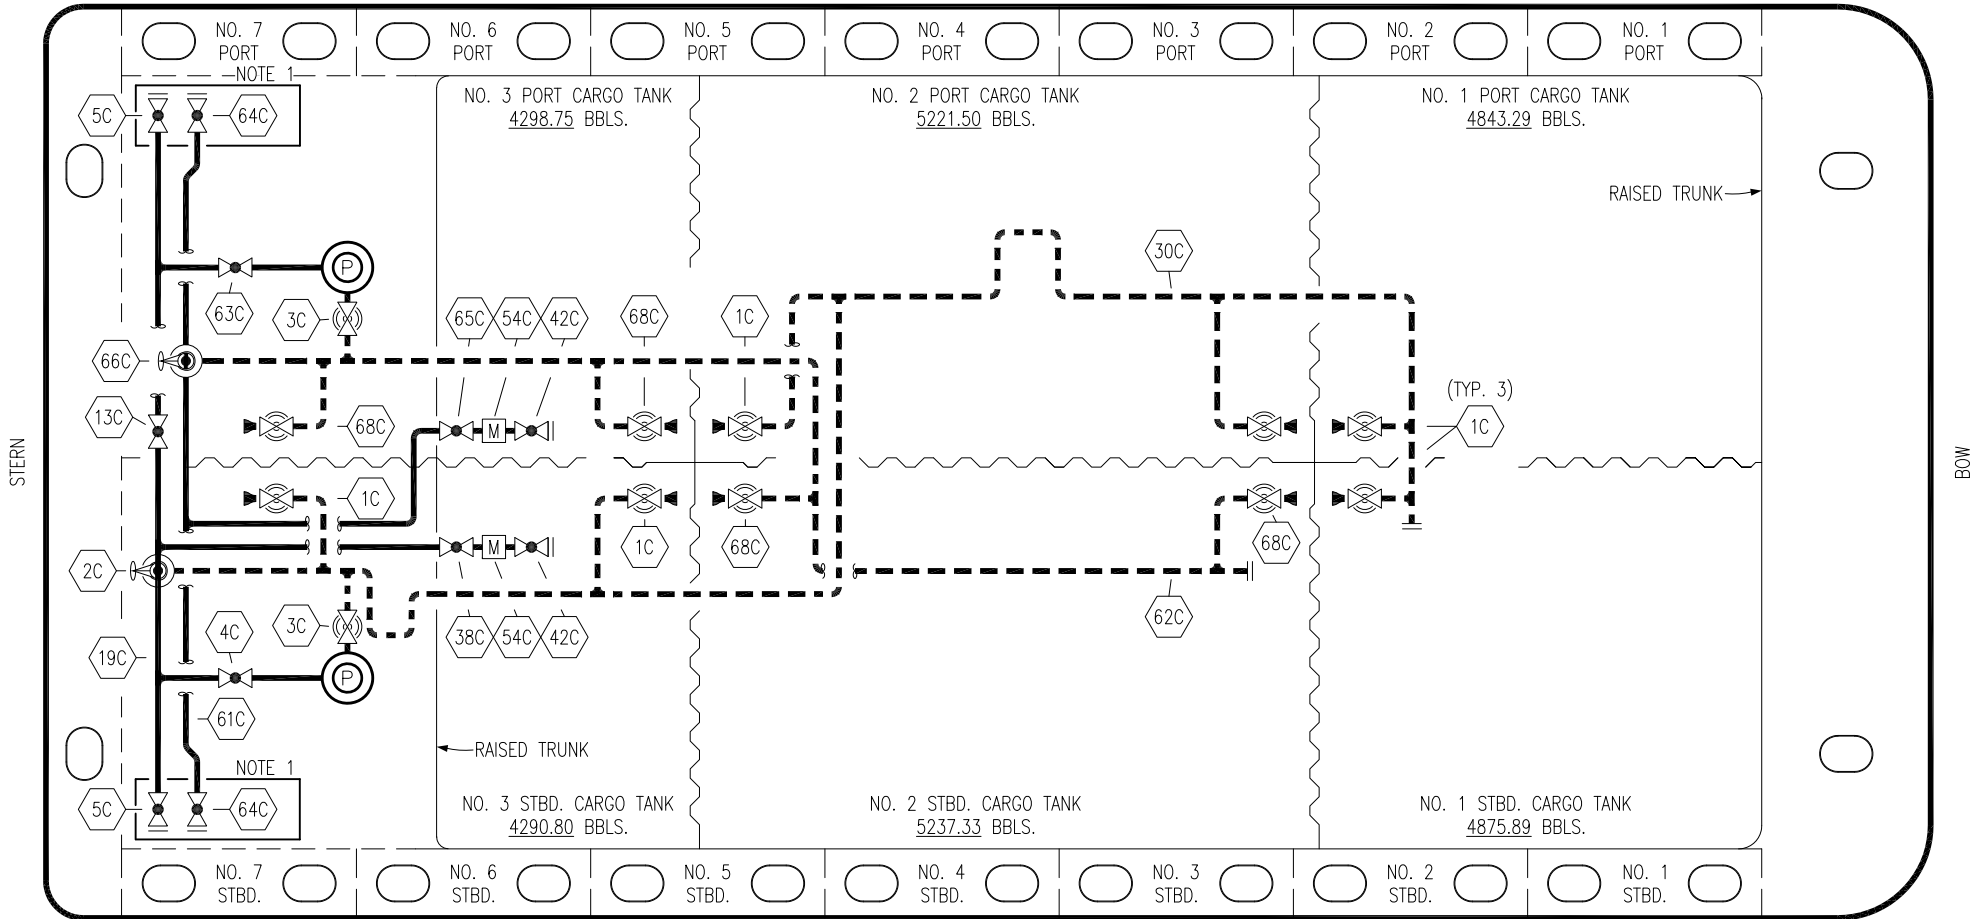 NO. 7 PORT
NO. 6 PORT
NO. 5 PORT
NO. 4 PORT
NO. 3 PORT
NO. 2 PORT
NO. 1 PORT
NOTE 1
5C
64C
NO. 3 PORT CARGO TANK
4298.75 BBLS.
NO. 2 PORT CARGO TANK
5221.50 BBLS.
NO. 1 PORT CARGO TANK
4843.29 BBLS.
RAISED TRUNK
30C
P
63C
3C
65C
54C
42C
68C
1C
66C
(TYP. 3)
13C
68C
M
1C
STERN
BOW
1C
M
1C
68C
68C
2C
3C
4C
38C
54C
42C
62C
19C
P
61C
RAISED TRUNK
NOTE 1
5C
64C
NO. 3 STBD. CARGO TANK
4290.80 BBLS.
NO. 2 STBD. CARGO TANK
5237.33 BBLS.
NO. 1 STBD. CARGO TANK
4875.89 BBLS.
NO. 7 STBD.
NO. 6 STBD.
NO. 5 STBD.
NO. 4 STBD.
NO. 3 STBD.
NO. 2 STBD.
NO. 1 STBD.